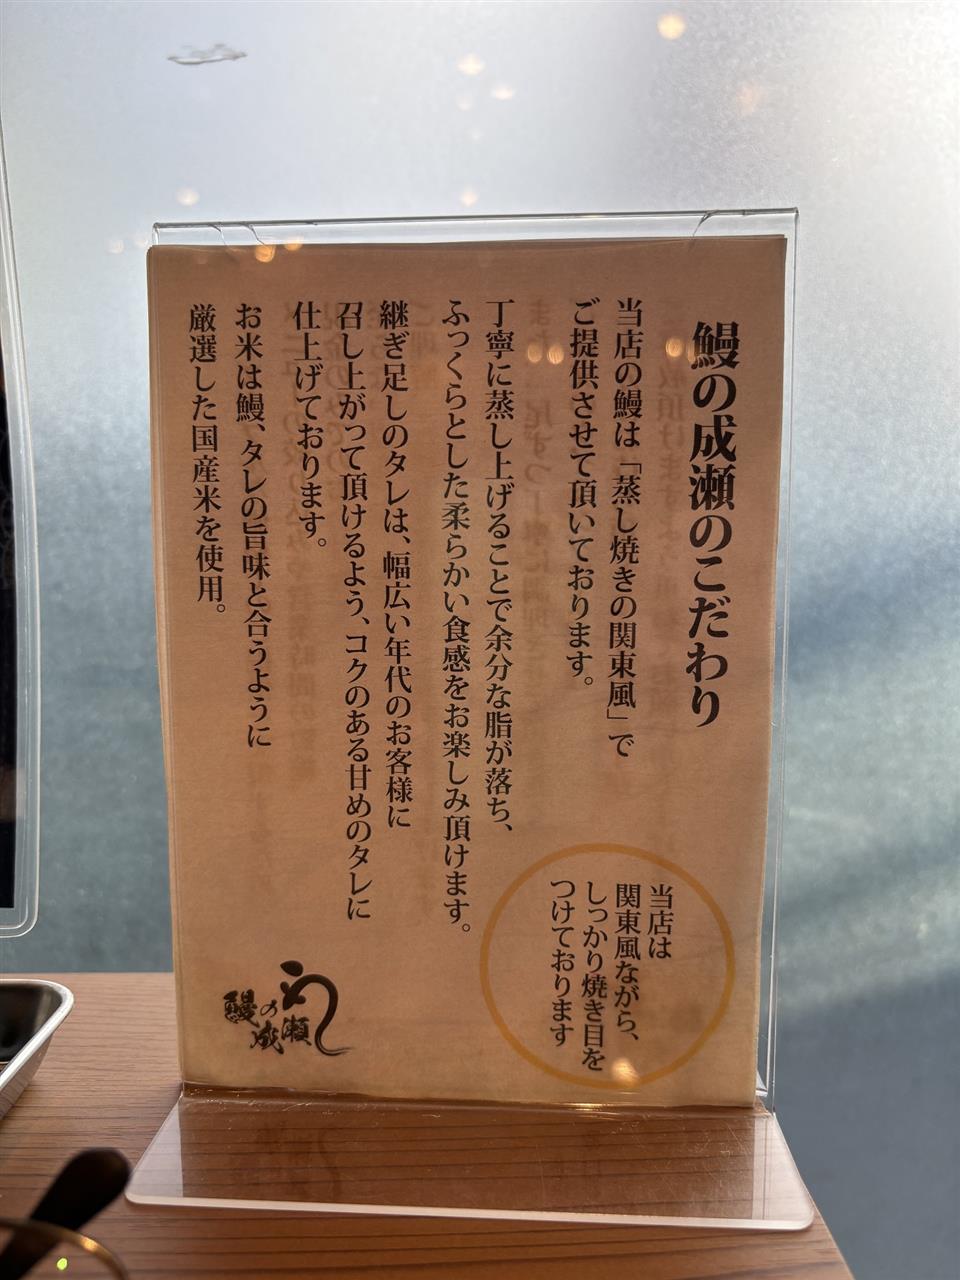 鰻の成瀬のこだわり
当店の鰻は「蒸し焼きの関東風」で
ご提供させて頂いております。
丁寧に蒸し上げることで余分な脂が落ち、
ふっくらとした柔らかい食感をお楽しみ頂けます。
継ぎ足しのタレは、幅広い年代のお客様に
召し上がって頂けるよう、コクのある甘めのタレに
仕上げております。
お米は鰻、タレの旨味と合うように
厳選した国産米を使用。
当店は
関東風ながら、
しっかり焼き目を
つけております
う
鰻の成瀬